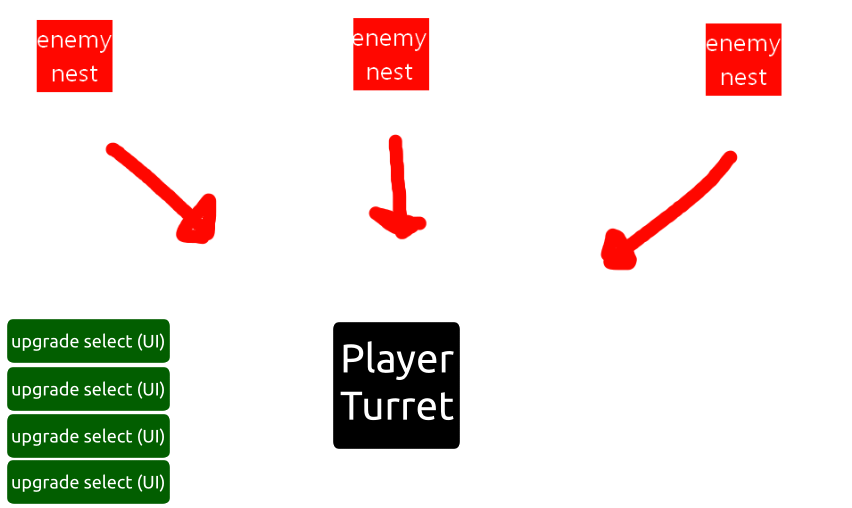 enemy
nest
enemy
nest
enemy
nest
upgrade select (UI)
upgrade select (UI)
upgrade select (UI)
upgrade select (UI)
Player
Turret